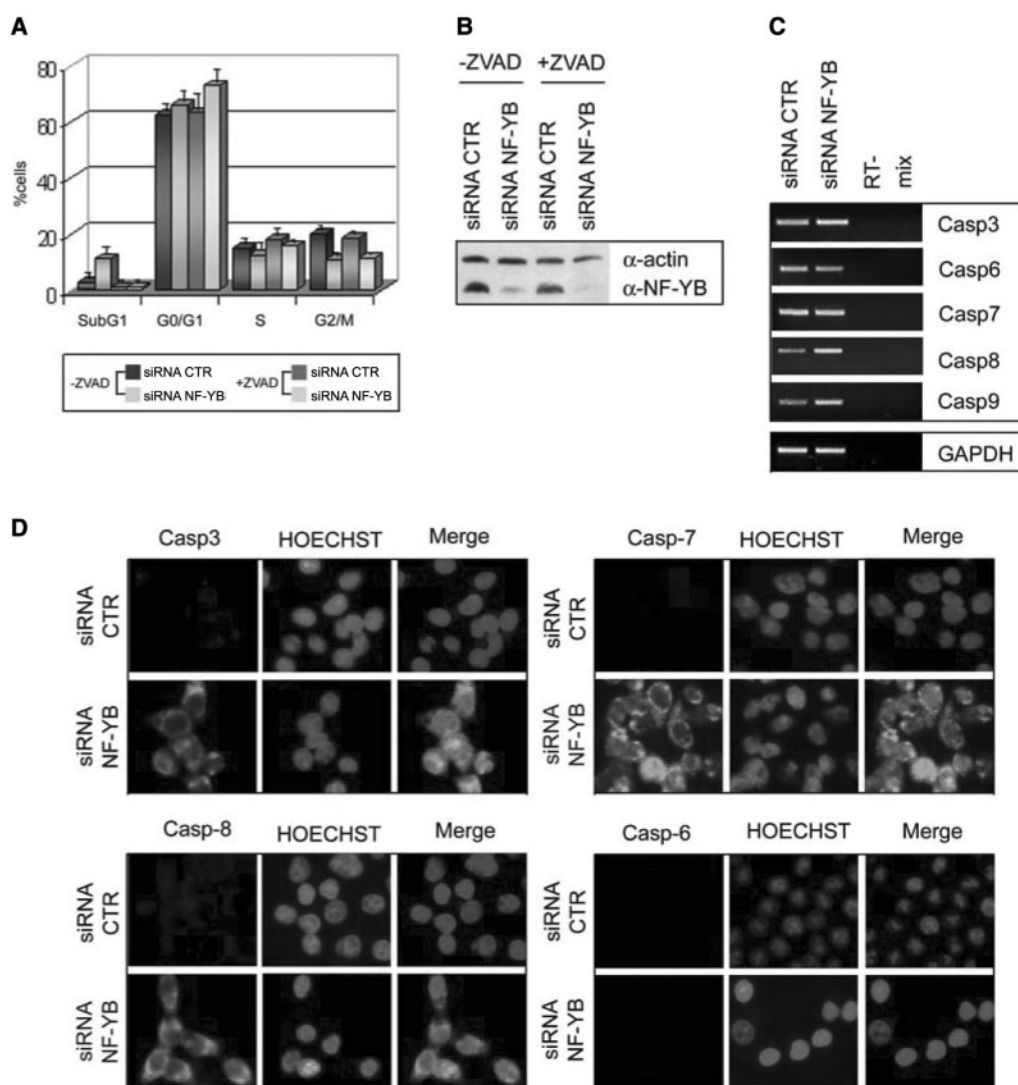 A
80
60
40
20
0
%cells
SubG1 G0/G1 S G2/M
-ZVAD siRNA CTR siRNA NF-YB
+ZVAD siRNA CTR siRNA NF-YB
B
-ZVAD +ZVAD
siRNA CTR siRNA NF-YB siRNA CTR siRNA NF-YB
α-actin
α-NF-YB
C
siRNA CTR siRNA NF-YB RT- mix
Casp3
Casp6
Casp7
Casp8
Casp9
GAPDH
D
Casp3 HOECHST Merge
siRNA CTR
siRNA NF-YB
Casp-7 HOECHST Merge
siRNA CTR
siRNA NF-YB
Casp-8 HOECHST Merge
siRNA CTR
siRNA NF-YB
Casp-6 HOECHST Merge
siRNA CTR
siRNA NF-YB